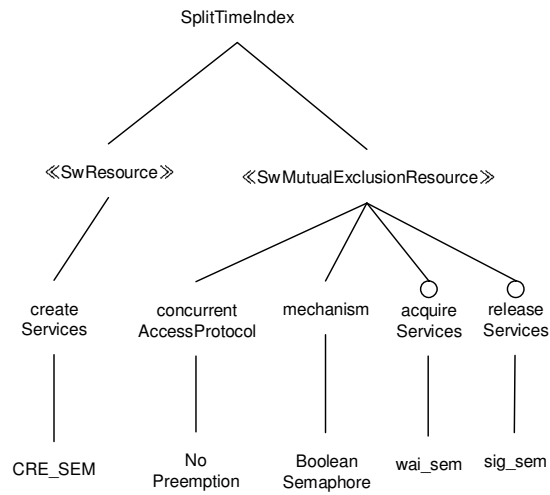 SplitTimeIndex
≪SwResource≫
≪SwMutualExclusionResource≫
create
Services
concurrent
AccessProtocol
mechanism
acquire
Services
release
Services
CRE_SEM
No
Preemption
Boolean
Semaphore
wai_sem
sig_sem